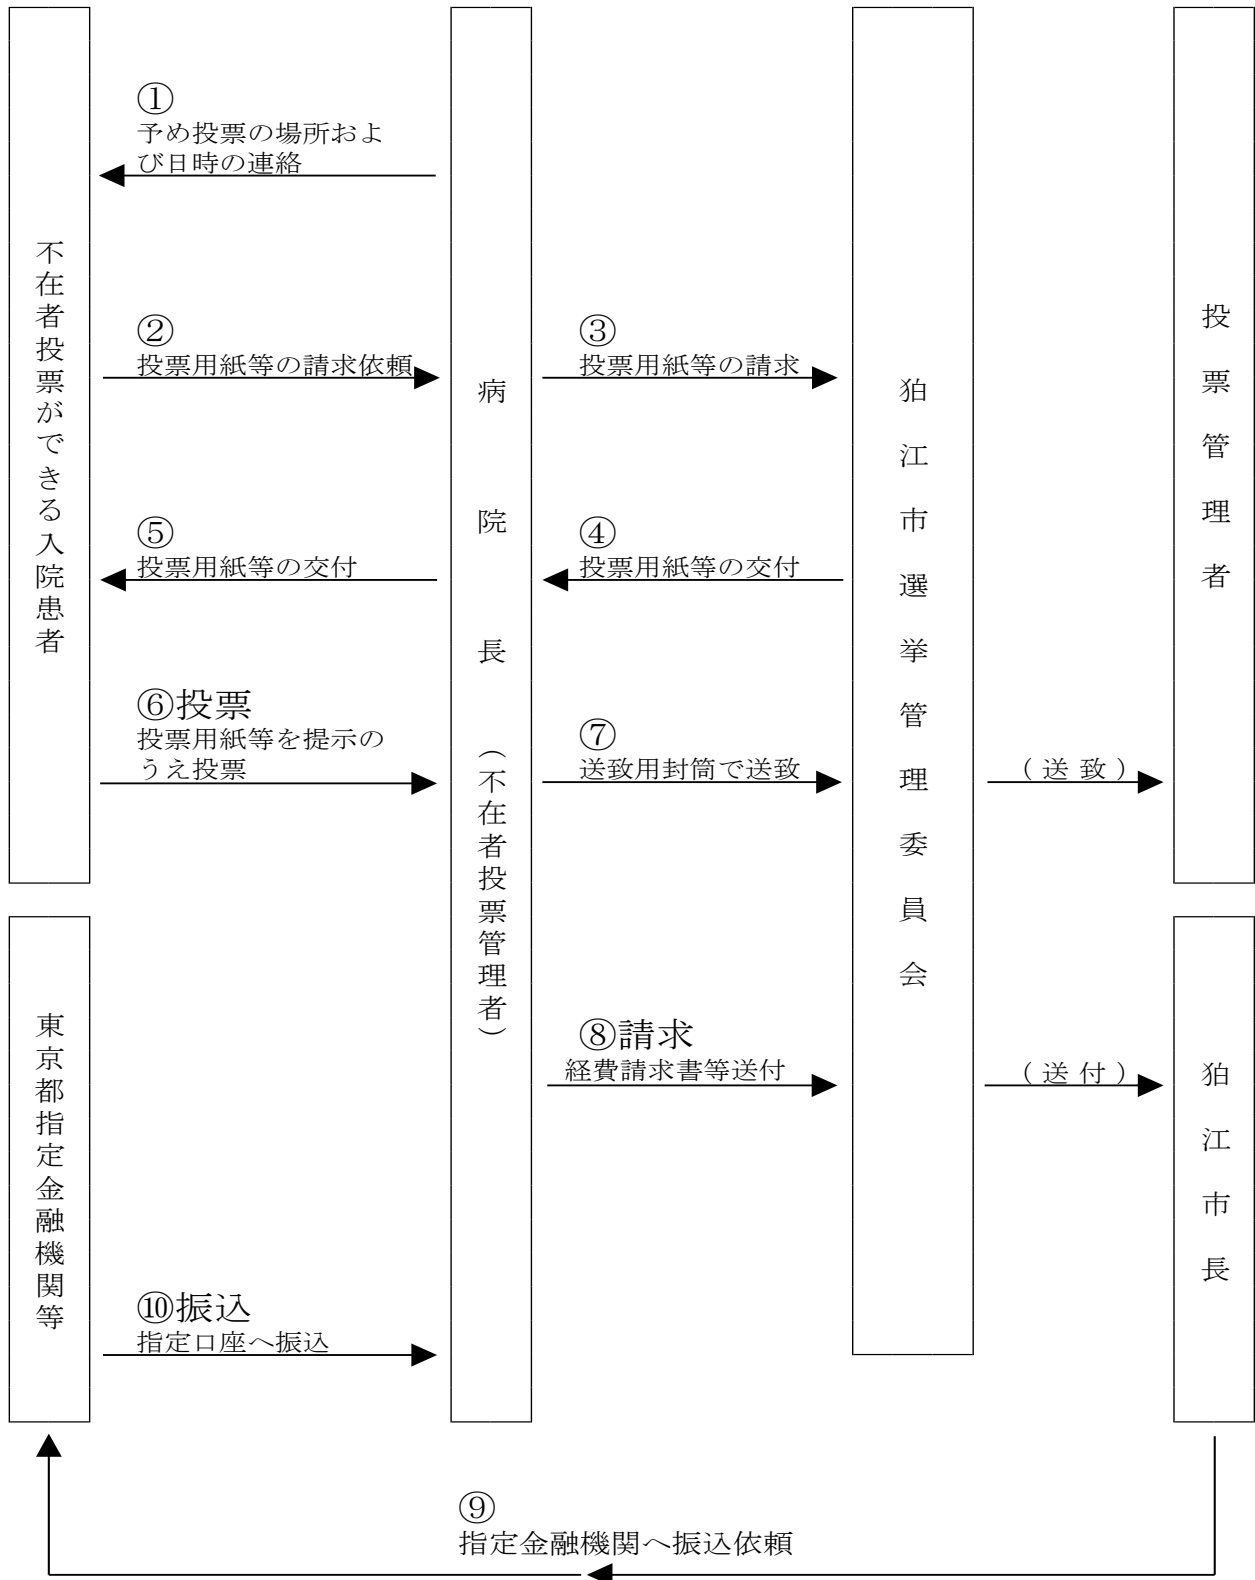 ①
予め投票の場所およ
び日時の連絡
不在者投票ができる入院患者
②
投票用紙等の請求依頼
③
投票用紙等の請求
病院長（不在者投票管理者）
狛江市選挙管理委員会
投票管理者
⑤
投票用紙等の交付
④
投票用紙等の交付
⑥投票
投票用紙等を提示の
うえ投票
⑦
送致用封筒で送致
（送致）
東京都指定金融機関等
⑧請求
経費請求書等送付
（送付）
狛江市長
⑩振込
指定口座へ振込
⑨
指定金融機関へ振込依頼